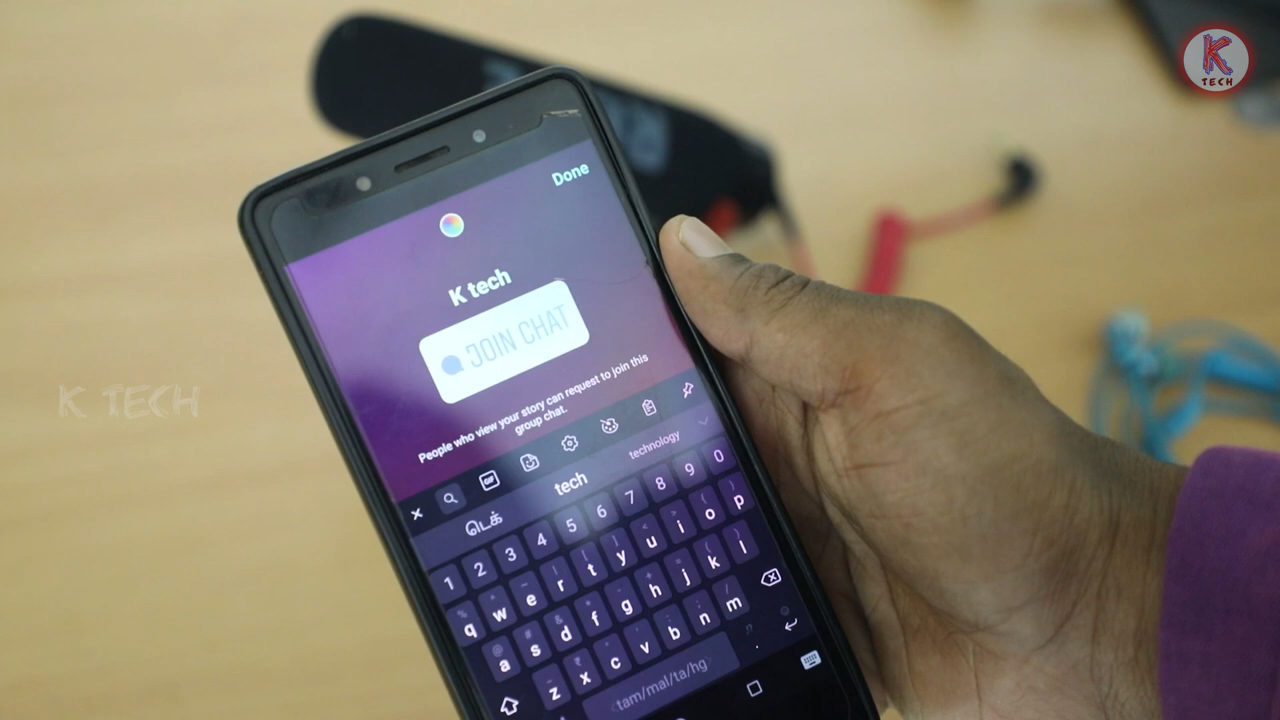 K
TECH
Done
K tech
JOIN CHAT
People who view your story can request to join this
group chat.
K TECH
GIF
டெக் tech technology
1 2 3 4 5 6 7 8 9 0
q w e r t y u i o p
a s d f g h j k l
z x c v b n m
tam/mal/ta/hg